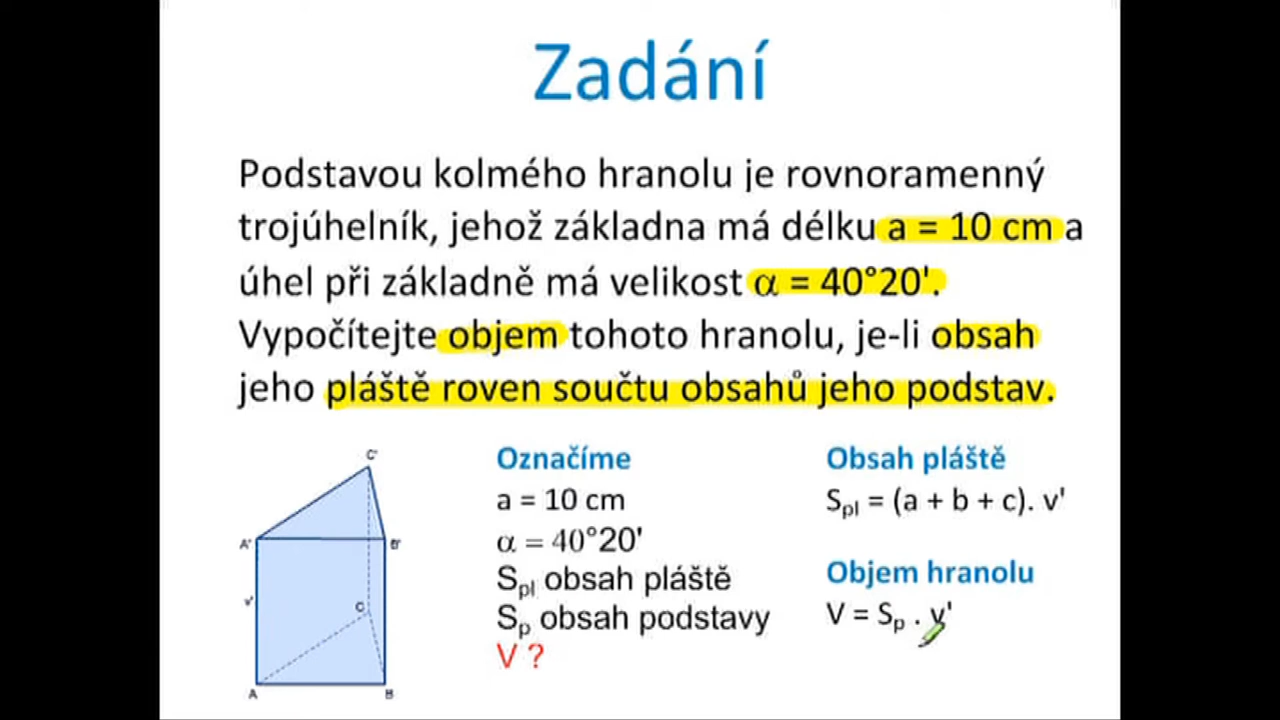 Zadání
Podstavou kolmého hranolu je rovnoramenný
trojúhelník, jehož základna má délku a = 10 cm a
úhel při základně má velikost α = 40°20'.
Vypočítejte objem tohoto hranolu, je-li obsah
jeho pláště roven součtu obsahů jeho podstav.
Označíme
a = 10 cm
α = 40°20'
Spl obsah pláště
Sp obsah podstavy
V ?
Obsah pláště
Spl = (a + b + c). v'
Objem hranolu
V = Sp . v'
C'
A'
B'
v'
C
A
B